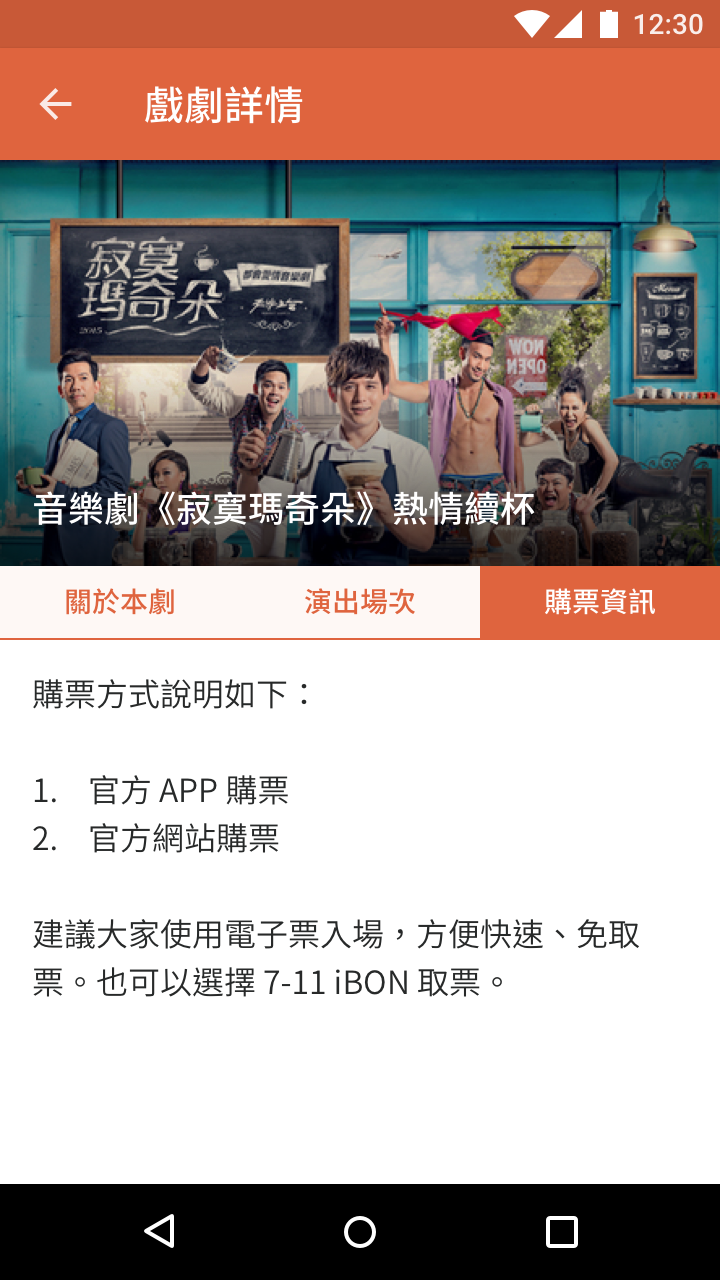 12:30
戲劇詳情
寂寞
瑪奇朵
都會愛情音樂劇
2015
Menu
NOW
OPEN
音樂劇《寂寞瑪奇朵》熱情續杯
關於本劇 演出場次 購票資訊
購票方式說明如下：
1. 官方 APP 購票
2. 官方網站購票
建議大家使用電子票入場，方便快速、免取
票。也可以選擇 7-11 iBON 取票。